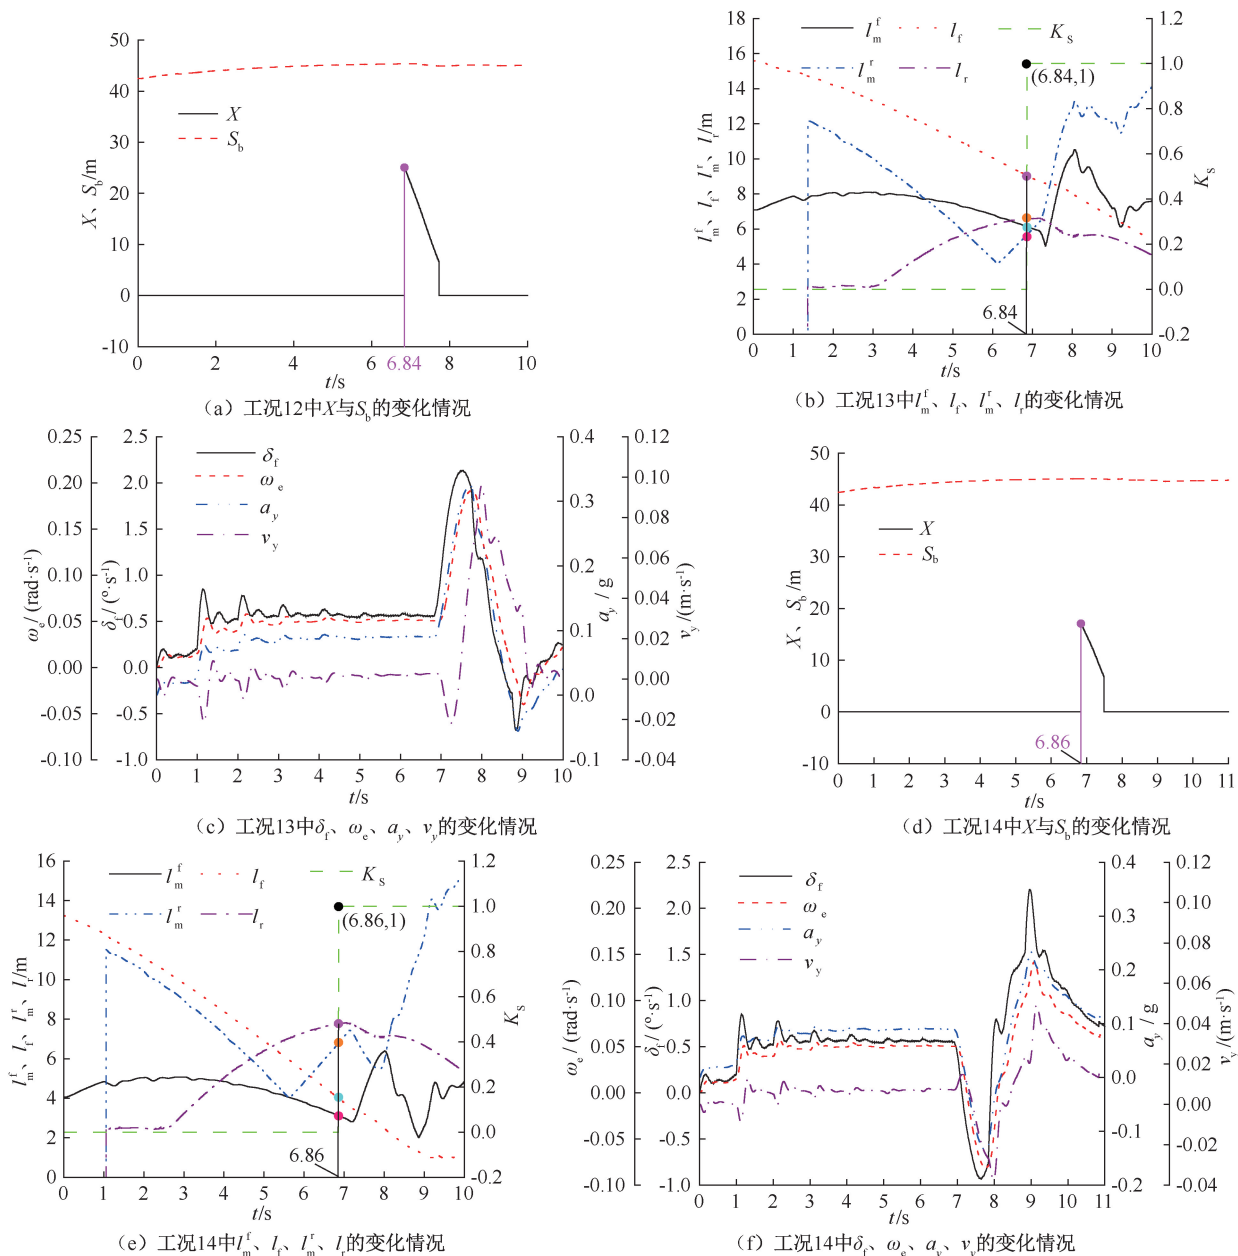 50
40
30
20
10
0
-10
X、S_b/m
X
S_b
0 2 4 6 6.84 8 10
t/s
（a）工况12中X与S_b的变化情况
18
16
14
12
10
8
6
4
2
0
l_m^f、l_f、l_m^r、l_r/m
l_m^f l_f K_S
l_m^r l_r
(6.84,1)
6.84
1.2
1.0
0.8
0.6
0.4
0.2
0.0
-0.2
K_S
0 1 2 3 4 5 6 7 8 9 10
t/s
（b）工况13中l_m^f、l_f、l_m^r、l_r的变化情况
0.25
0.20
0.15
0.10
0.05
0.00
-0.05
-0.10
ω_e/(rad·s⁻¹)
2.5
2.0
1.5
1.0
0.5
0.0
-0.5
-1.0
δ_f/(°·s⁻¹)
δ_f
ω_e
a_y
v_y
0.4
0.3
0.2
0.1
0.0
-0.1
a_y / g
0.12
0.10
0.08
0.06
0.04
0.02
0.00
-0.02
-0.04
v_y/(m·s⁻¹)
0 1 2 3 4 5 6 7 8 9 10
t/s
（c）工况13中δ_f、ω_e、a_y、v_y的变化情况
50
40
30
20
10
0
-10
X、S_b/m
X
S_b
6.86
0 1 2 3 4 5 6 7 8 9 10 11
t/s
（d）工况14中X与S_b的变化情况
16
14
12
10
8
6
4
2
0
l_m^f、l_f、l_m^r、l_r/m
l_m^f l_f K_S
l_m^r l_r
(6.86,1)
6.86
1.2
1.0
0.8
0.6
0.4
0.2
0.0
-0.2
K_S
0 1 2 3 4 5 6 7 8 9 10
t/s
（e）工况14中l_m^f、l_f、l_m^r、l_r的变化情况
0.25
0.20
0.15
0.10
0.05
0.00
-0.05
-0.10
ω_e/(rad·s⁻¹)
2.5
2.0
1.5
1.0
0.5
0.0
-0.5
-1.0
δ_f/(°·s⁻¹)
δ_f
ω_e
a_y
v_y
0.4
0.3
0.2
0.1
0.0
-0.1
-0.2
a_y / g
0.12
0.10
0.08
0.06
0.04
0.02
0.00
-0.02
-0.04
v_y/(m·s⁻¹)
0 1 2 3 4 5 6 7 8 9 10 11
t/s
（f）工况14中δ_f、ω_e、a_y、v_y的变化情况